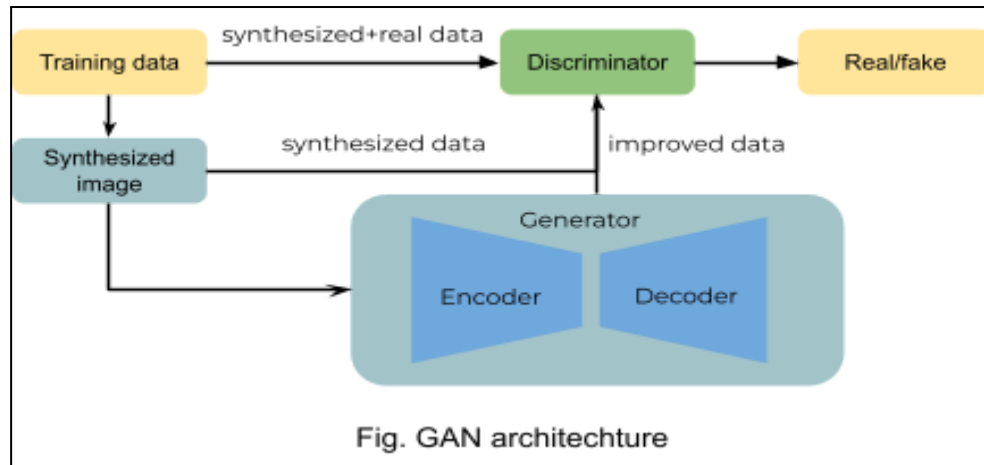 synthesized+real data
Training data
Discriminator
Real/fake
Synthesized
image
synthesized data
improved data
Generator
Encoder
Decoder
Fig. GAN architechture